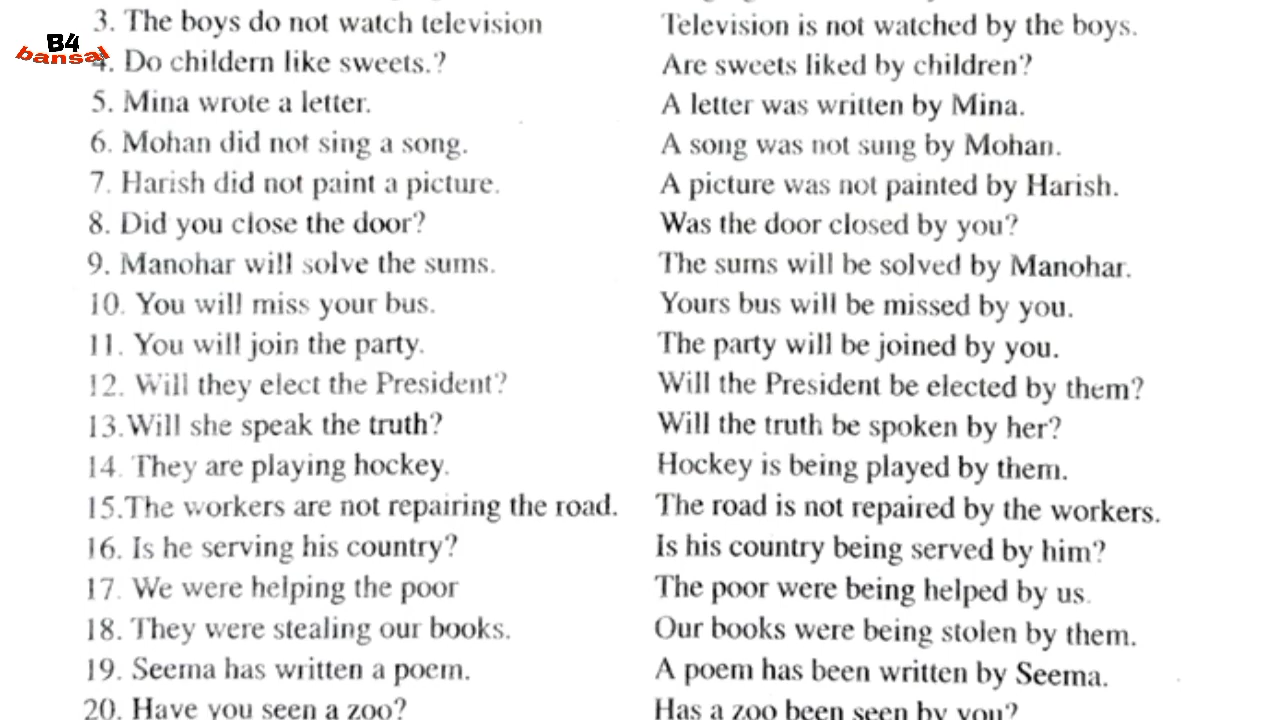 B4
bansal
3. The boys do not watch television Television is not watched by the boys.
4. Do childern like sweets.? Are sweets liked by children?
5. Mina wrote a letter. A letter was written by Mina.
6. Mohan did not sing a song. A song was not sung by Mohan.
7. Harish did not paint a picture. A picture was not painted by Harish.
8. Did you close the door? Was the door closed by you?
9. Manohar will solve the sums. The sums will be solved by Manohar.
10. You will miss your bus. Yours bus will be missed by you.
11. You will join the party. The party will be joined by you.
12. Will they elect the President? Will the President be elected by them?
13.Will she speak the truth? Will the truth be spoken by her?
14. They are playing hockey. Hockey is being played by them.
15.The workers are not repairing the road. The road is not repaired by the workers.
16. Is he serving his country? Is his country being served by him?
17. We were helping the poor The poor were being helped by us.
18. They were stealing our books. Our books were being stolen by them.
19. Seema has written a poem. A poem has been written by Seema.
20. Have you seen a zoo? Has a zoo been seen by you?